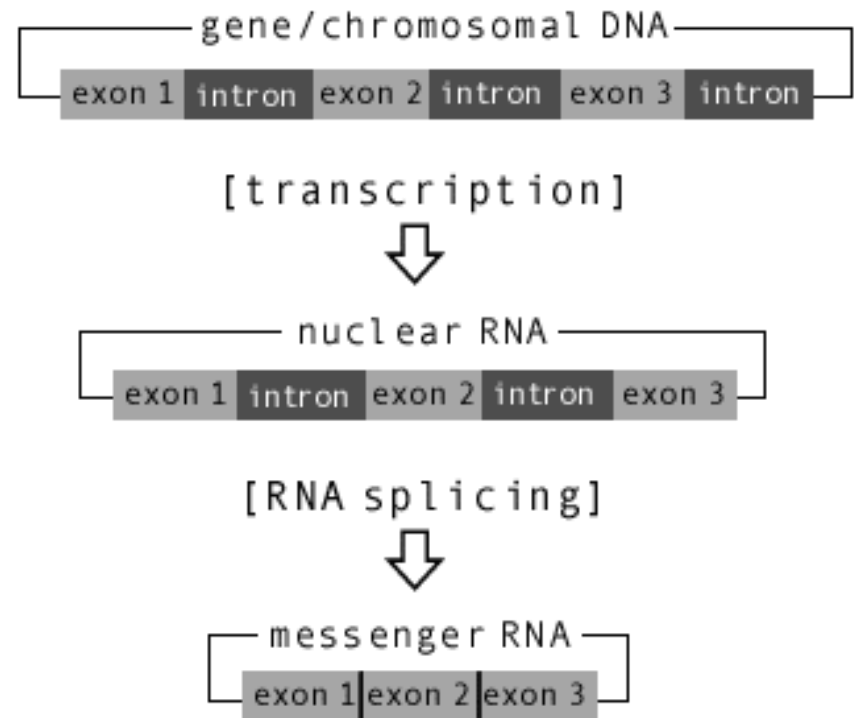 gene/chromosomal DNA
exon 1 intron exon 2 intron exon 3 intron
[transcription]
nuclear RNA
exon 1 intron exon 2 intron exon 3
[RNA splicing]
messenger RNA
exon 1 exon 2 exon 3